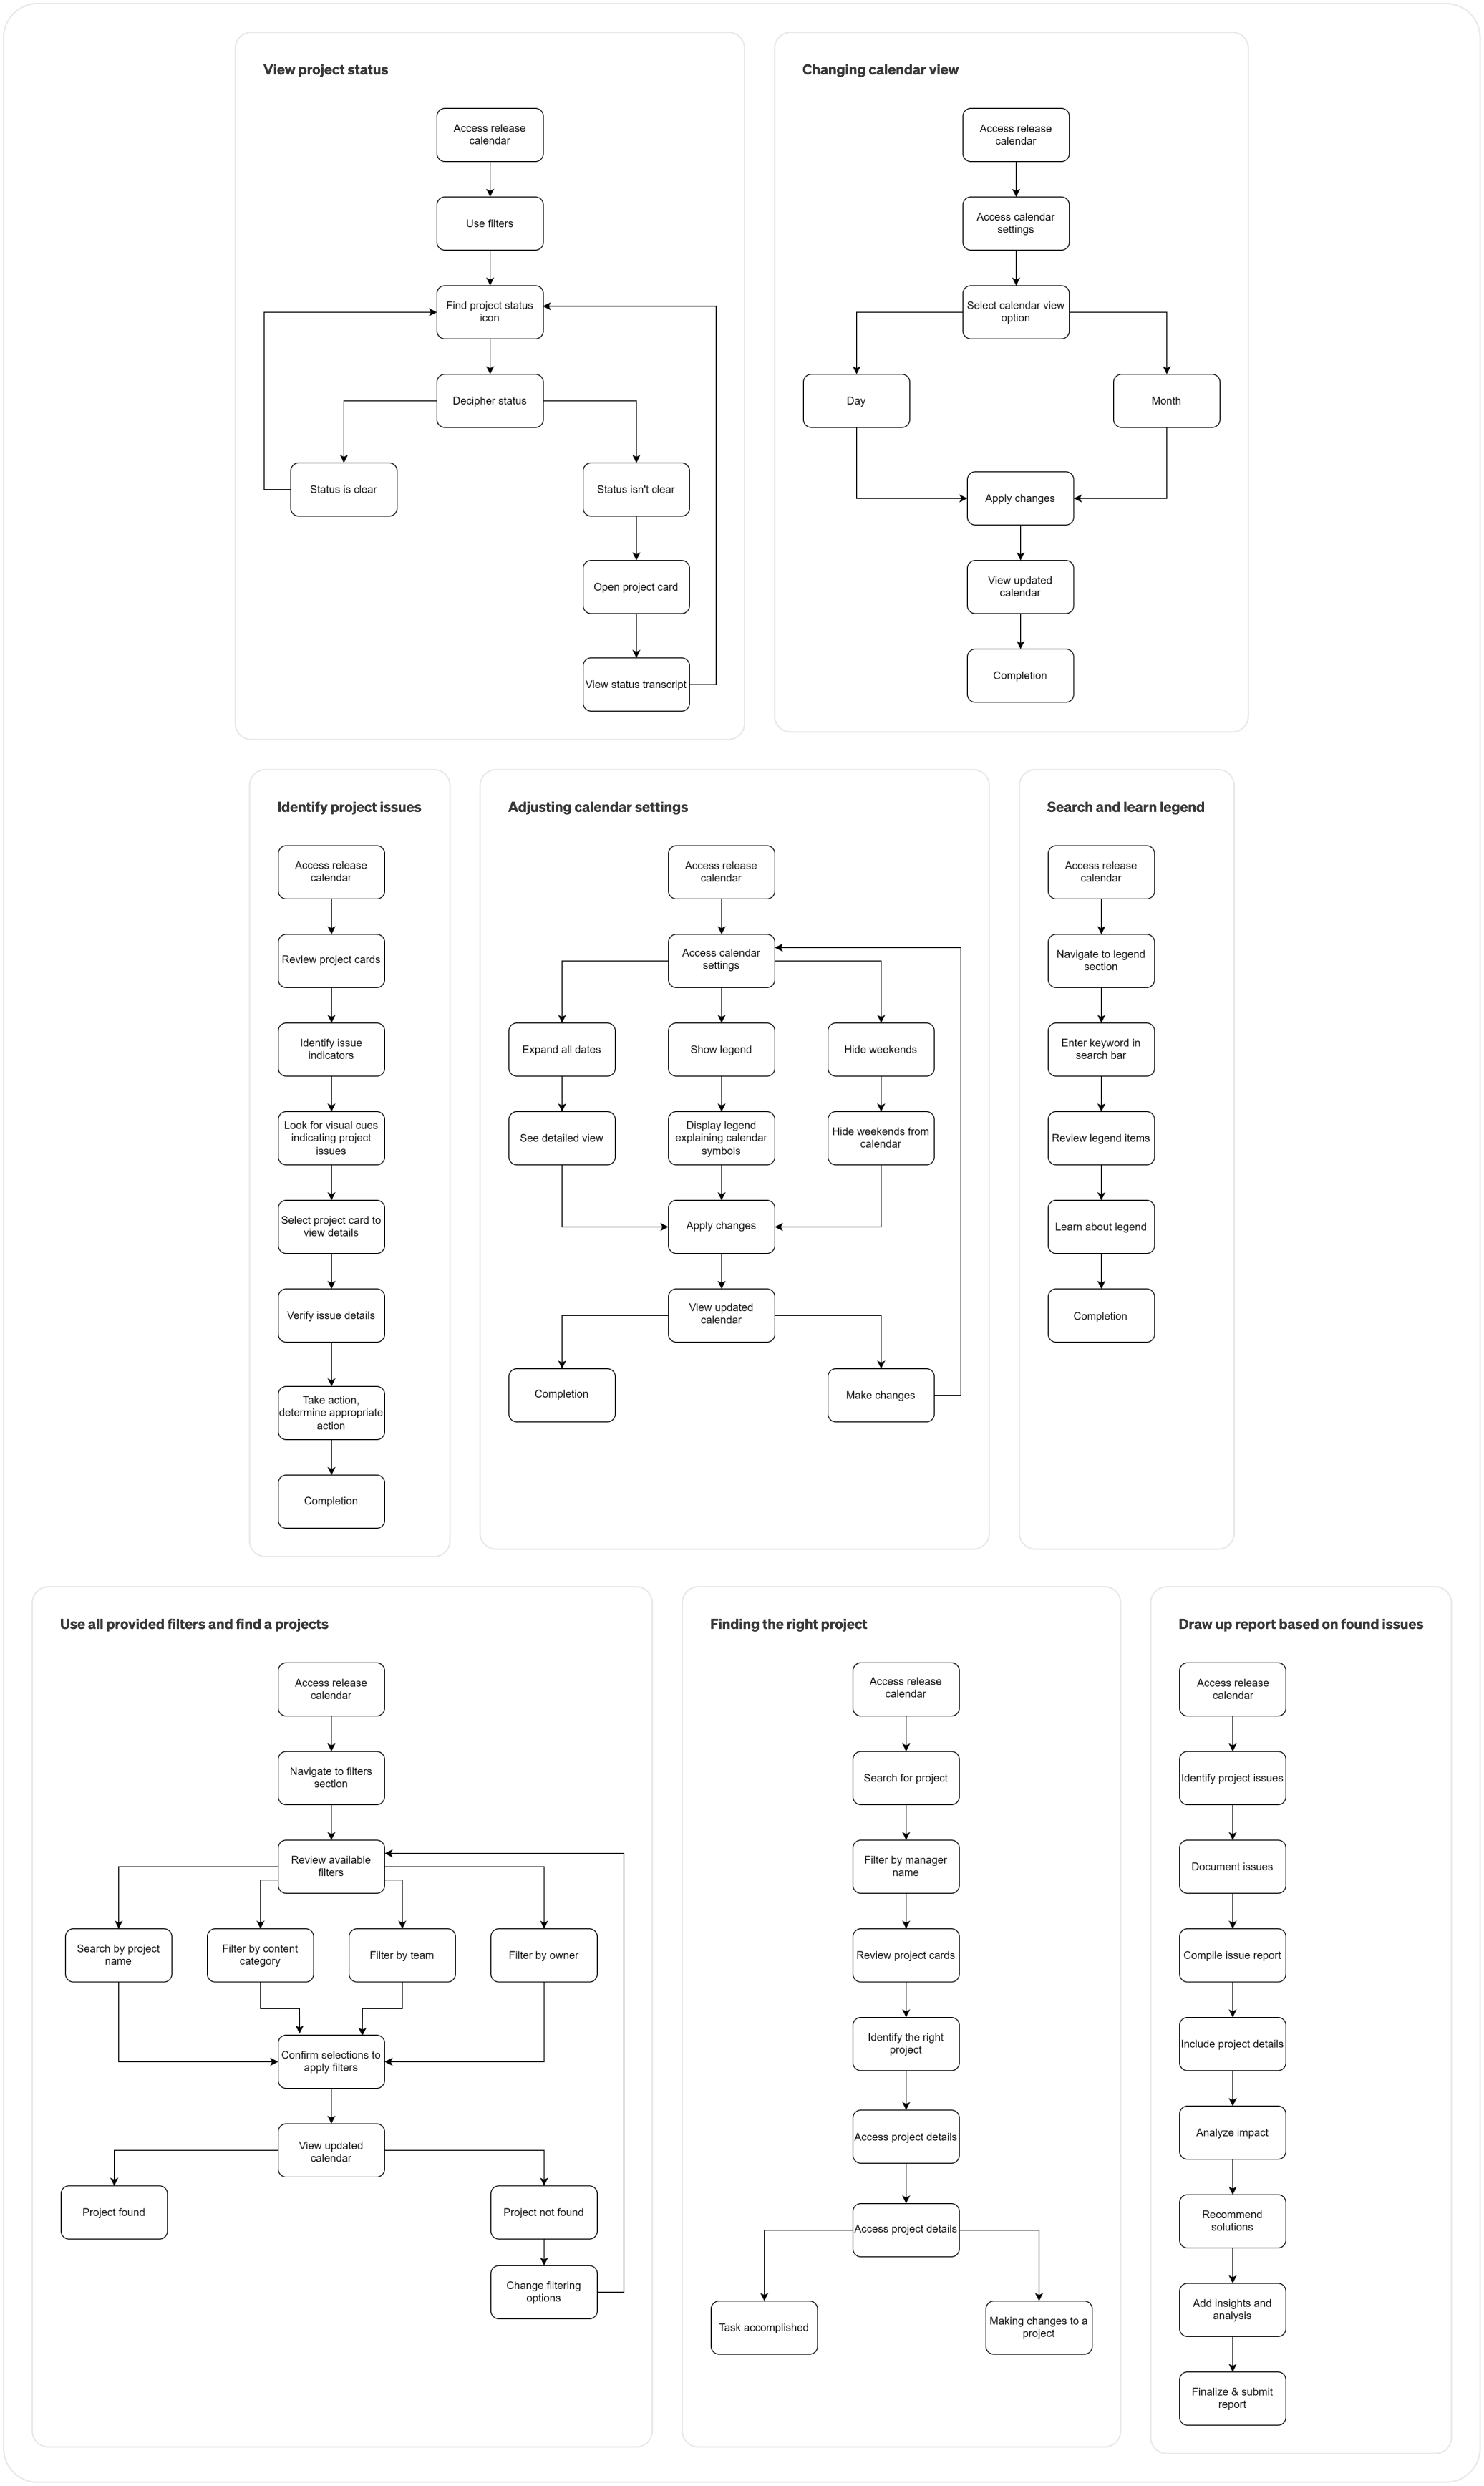 View project status
Access release
calendar
Use filters
Find project status
icon
Decipher status
Status is clear
Status isn't clear
Open project card
View status transcript
Changing calendar view
Access release
calendar
Access calendar
settings
Select calendar view
option
Day
Month
Apply changes
View updated
calendar
Completion
Identify project issues
Access release
calendar
Review project cards
Identify issue
indicators
Look for visual cues
indicating project
issues
Select project card to
view details
Verify issue details
Take action,
determine appropriate
action
Completion
Adjusting calendar settings
Access release
calendar
Access calendar
settings
Expand all dates
Show legend
Hide weekends
See detailed view
Display legend
explaining calendar
symbols
Hide weekends from
calendar
Apply changes
View updated
calendar
Completion
Make changes
Search and learn legend
Access release
calendar
Navigate to legend
section
Enter keyword in
search bar
Review legend items
Learn about legend
Completion
Use all provided filters and find a projects
Access release
calendar
Navigate to filters
section
Review available
filters
Search by project
name
Filter by content
category
Filter by team
Filter by owner
Confirm selections to
apply filters
View updated
calendar
Project found
Project not found
Change filtering
options
Finding the right project
Access release
calendar
Search for project
Filter by manager
name
Review project cards
Identify the right
project
Access project details
Access project details
Task accomplished
Making changes to a
project
Draw up report based on found issues
Access release
calendar
Identify project issues
Document issues
Compile issue report
Include project details
Analyze impact
Recommend
solutions
Add insights and
analysis
Finalize & submit
report